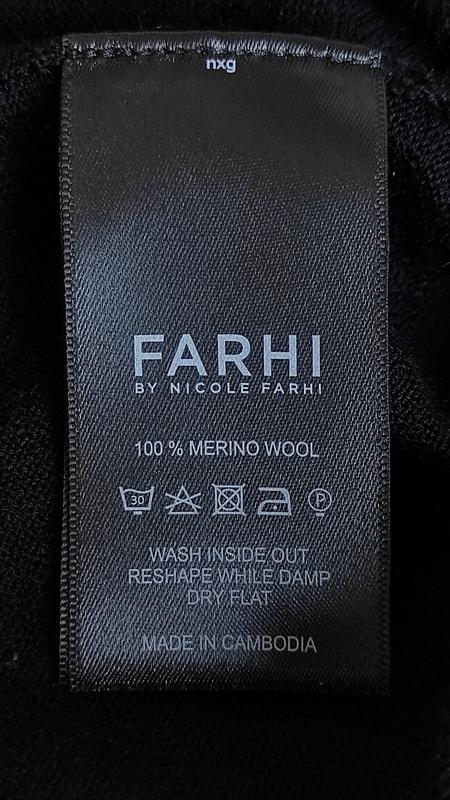 nxg
FARHI
BY NICOLE FARHI
100 % MERINO WOOL
30 P
WASH INSIDE OUT
RESHAPE WHILE DAMP
DRY FLAT
MADE IN CAMBODIA